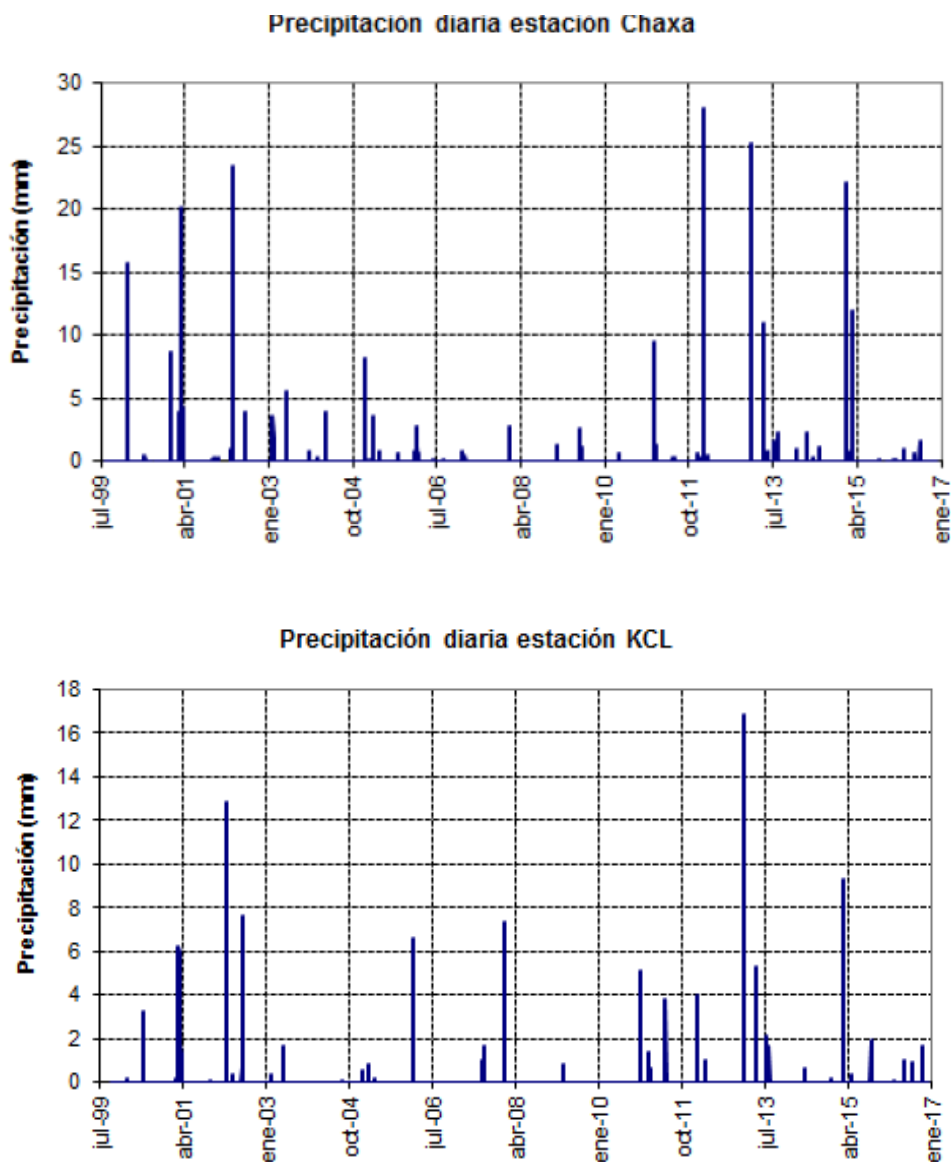 Precipitación diaria estación Chaxa
Precipitación (mm)
30
25
20
15
10
5
0
jul-99
abr-01
ene-03
oct-04
jul-06
abr-08
ene-10
oct-11
jul-13
abr-15
ene-17
Precipitación diaria estación KCL
Precipitación (mm)
18
16
14
12
10
8
6
4
2
0
jul-99
abr-01
ene-03
oct-04
jul-06
abr-08
ene-10
oct-11
jul-13
abr-15
ene-17